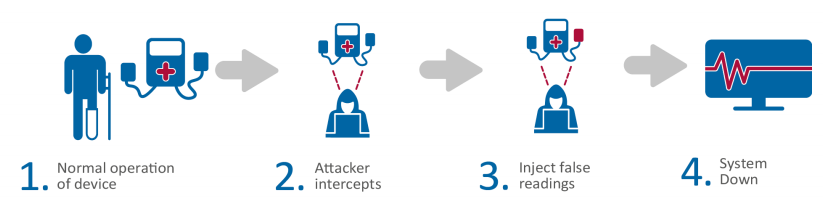 1. Normal operation
of device
2. Attacker
intercepts
3. Inject false
readings
4. System
Down